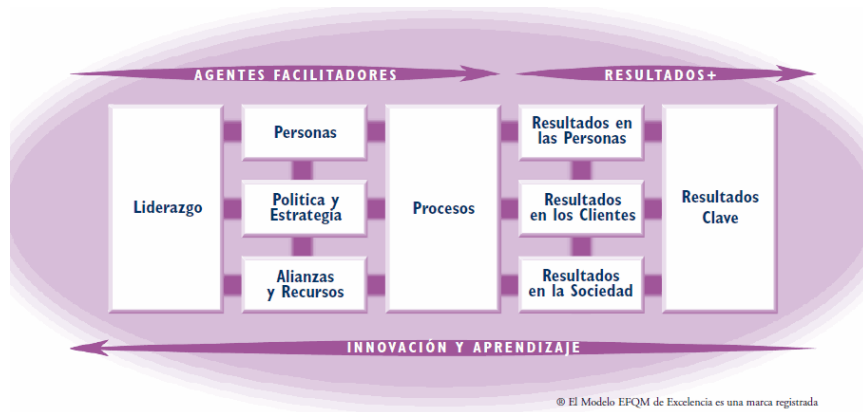 AGENTES FACILITADORES
RESULTADOS+
Liderazgo
Personas
Politica y
Estrategia
Alianzas
y Recursos
Procesos
Resultados en
las Personas
Resultados
en los Clientes
Resultados
en la Sociedad
Resultados
Clave
INNOVACIÓN Y APRENDIZAJE
® El Modelo EFQM de Excelencia es una marca registrada